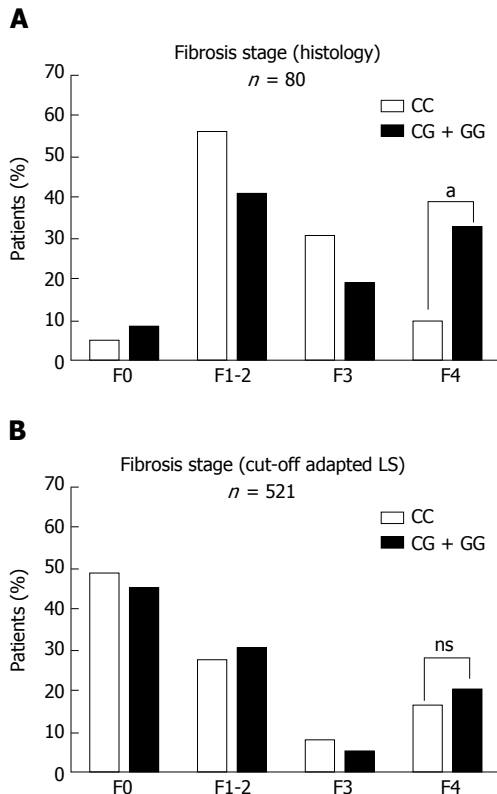 A
Fibrosis stage (histology)
n = 80
CC
CG + GG
a
Patients (%)
70
60
50
40
30
20
10
0
F0 F1-2 F3 F4
B
Fibrosis stage (cut-off adapted LS)
n = 521
CC
CG + GG
ns
Patients (%)
70
60
50
40
30
20
10
0
F0 F1-2 F3 F4